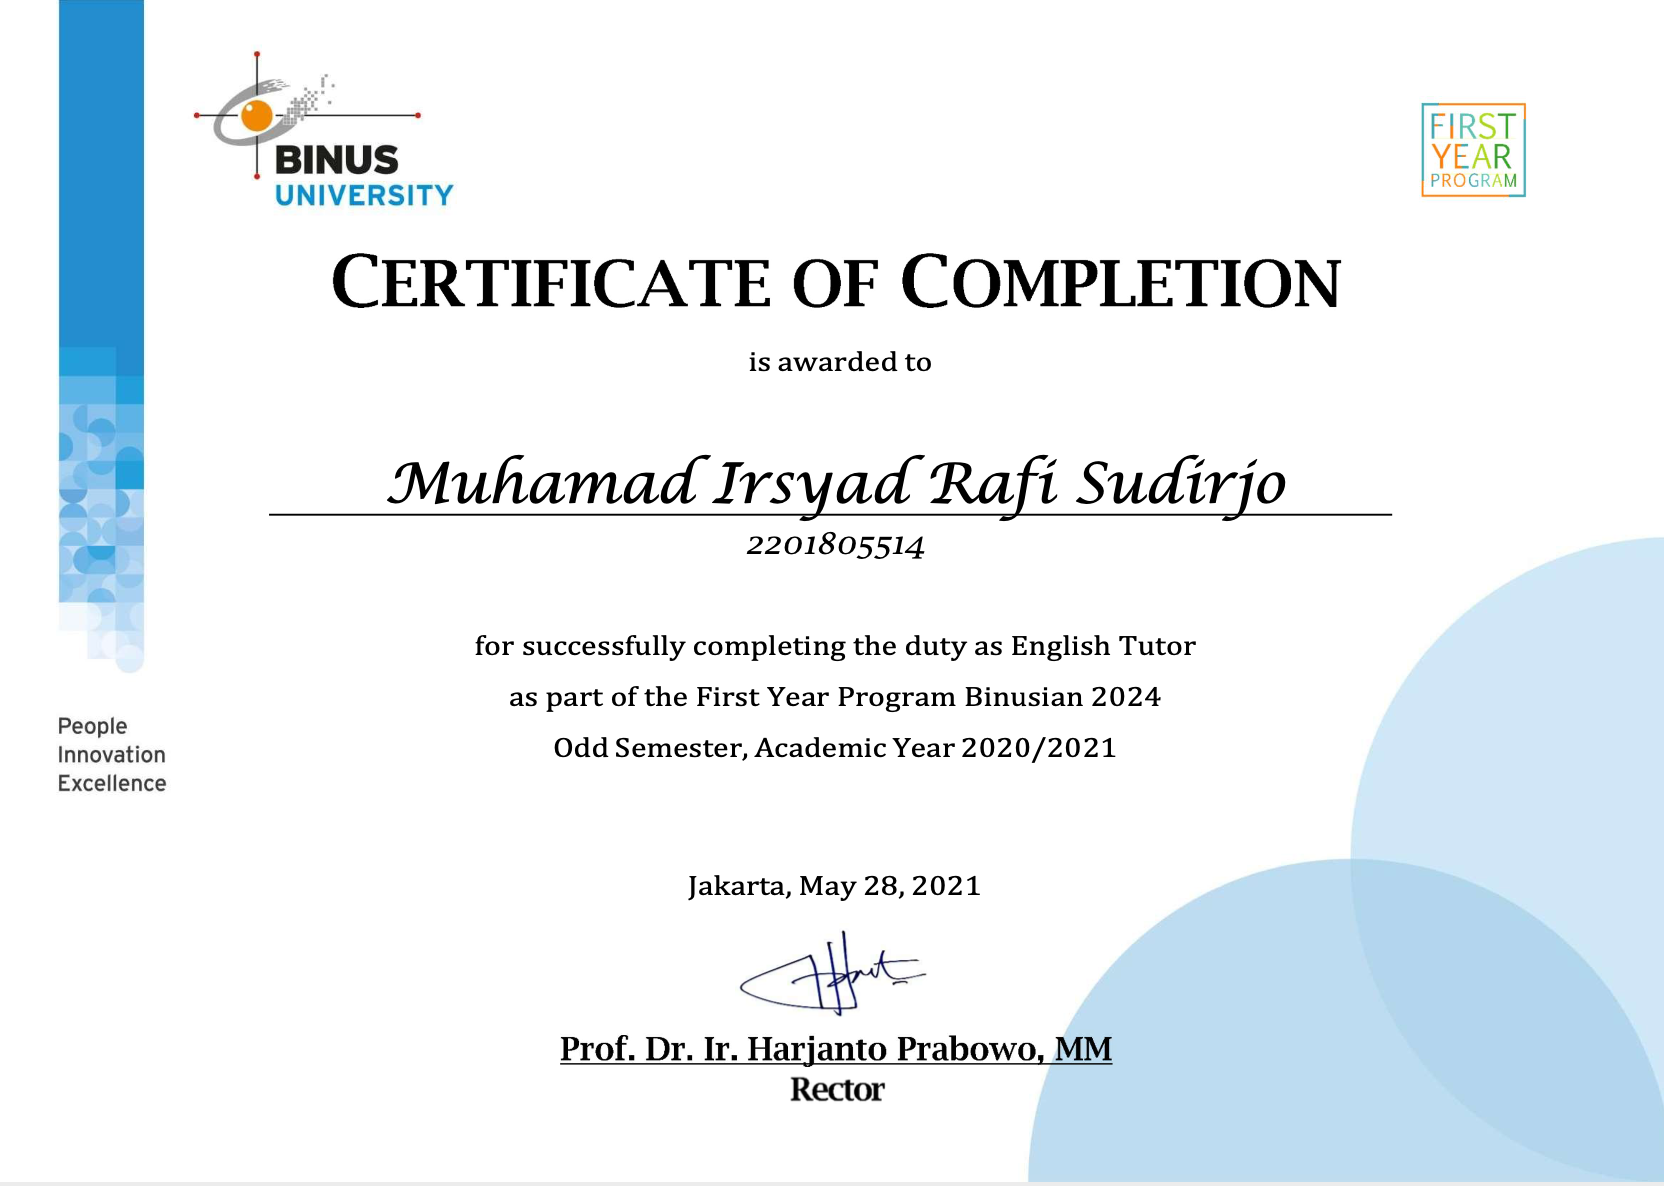 BINUS
UNIVERSITY
FIRST
YEAR
PROGRAM
CERTIFICATE OF COMPLETION
is awarded to
Muhamad Irsyad Rafi Sudirjo
2201805514
for successfully completing the duty as English Tutor
as part of the First Year Program Binusian 2024
Odd Semester, Academic Year 2020/2021
People
Innovation
Excellence
Jakarta, May 28, 2021
Prof. Dr. Ir. Harjanto Prabowo, MM
Rector